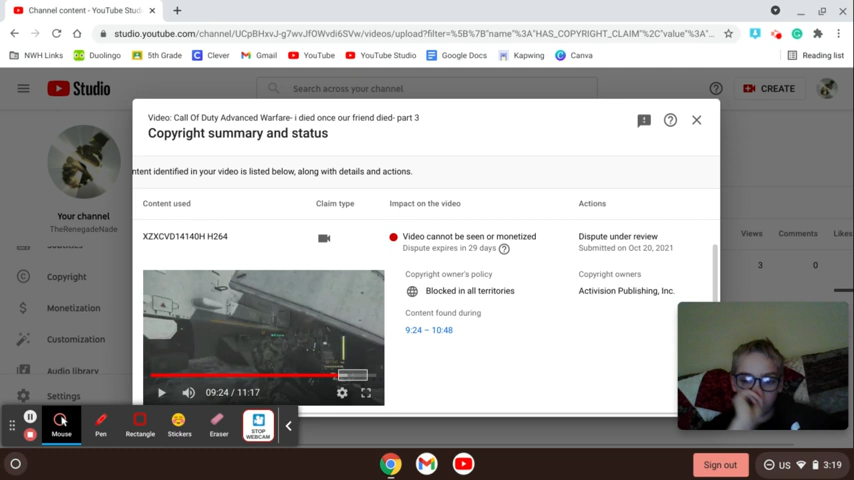 Channel content - YouTube Stud
studio.youtube.com/channel/UCpBHxvJ-g7wvJfOWvdi6SVw/videos/upload?filter=%5B%7B"name"%3A"HAS_COPYRIGHT_CLAIM"%2C"value"%3A"...
NWH Links Duolingo 5th Grade Clever Gmail YouTube YouTube Studio Google Docs Kapwing Canva Reading list
Studio Search across your channel CREATE
Video: Call Of Duty Advanced Warfare- i died once our friend died- part 3
Copyright summary and status
ntent identified in your video is listed below, along with details and actions.
Content used Claim type Impact on the video Actions
Your channel
TheRenegadeNade
Views Comments Likes
XZXCVD14140H H264 Video cannot be seen or monetized Dispute under review
Dispute expires in 29 days Submitted on Oct 20, 2021
3 0
Copyright
Copyright owner's policy Copyright owners
Blocked in all territories Activision Publishing, Inc.
Monetization
Content found during
9:24 – 10:48
Customization
Audio library
09:24 / 11:17
Settings
Mouse Pen Rectangle Stickers Eraser STOP WEBCAM
Sign out US 3:19